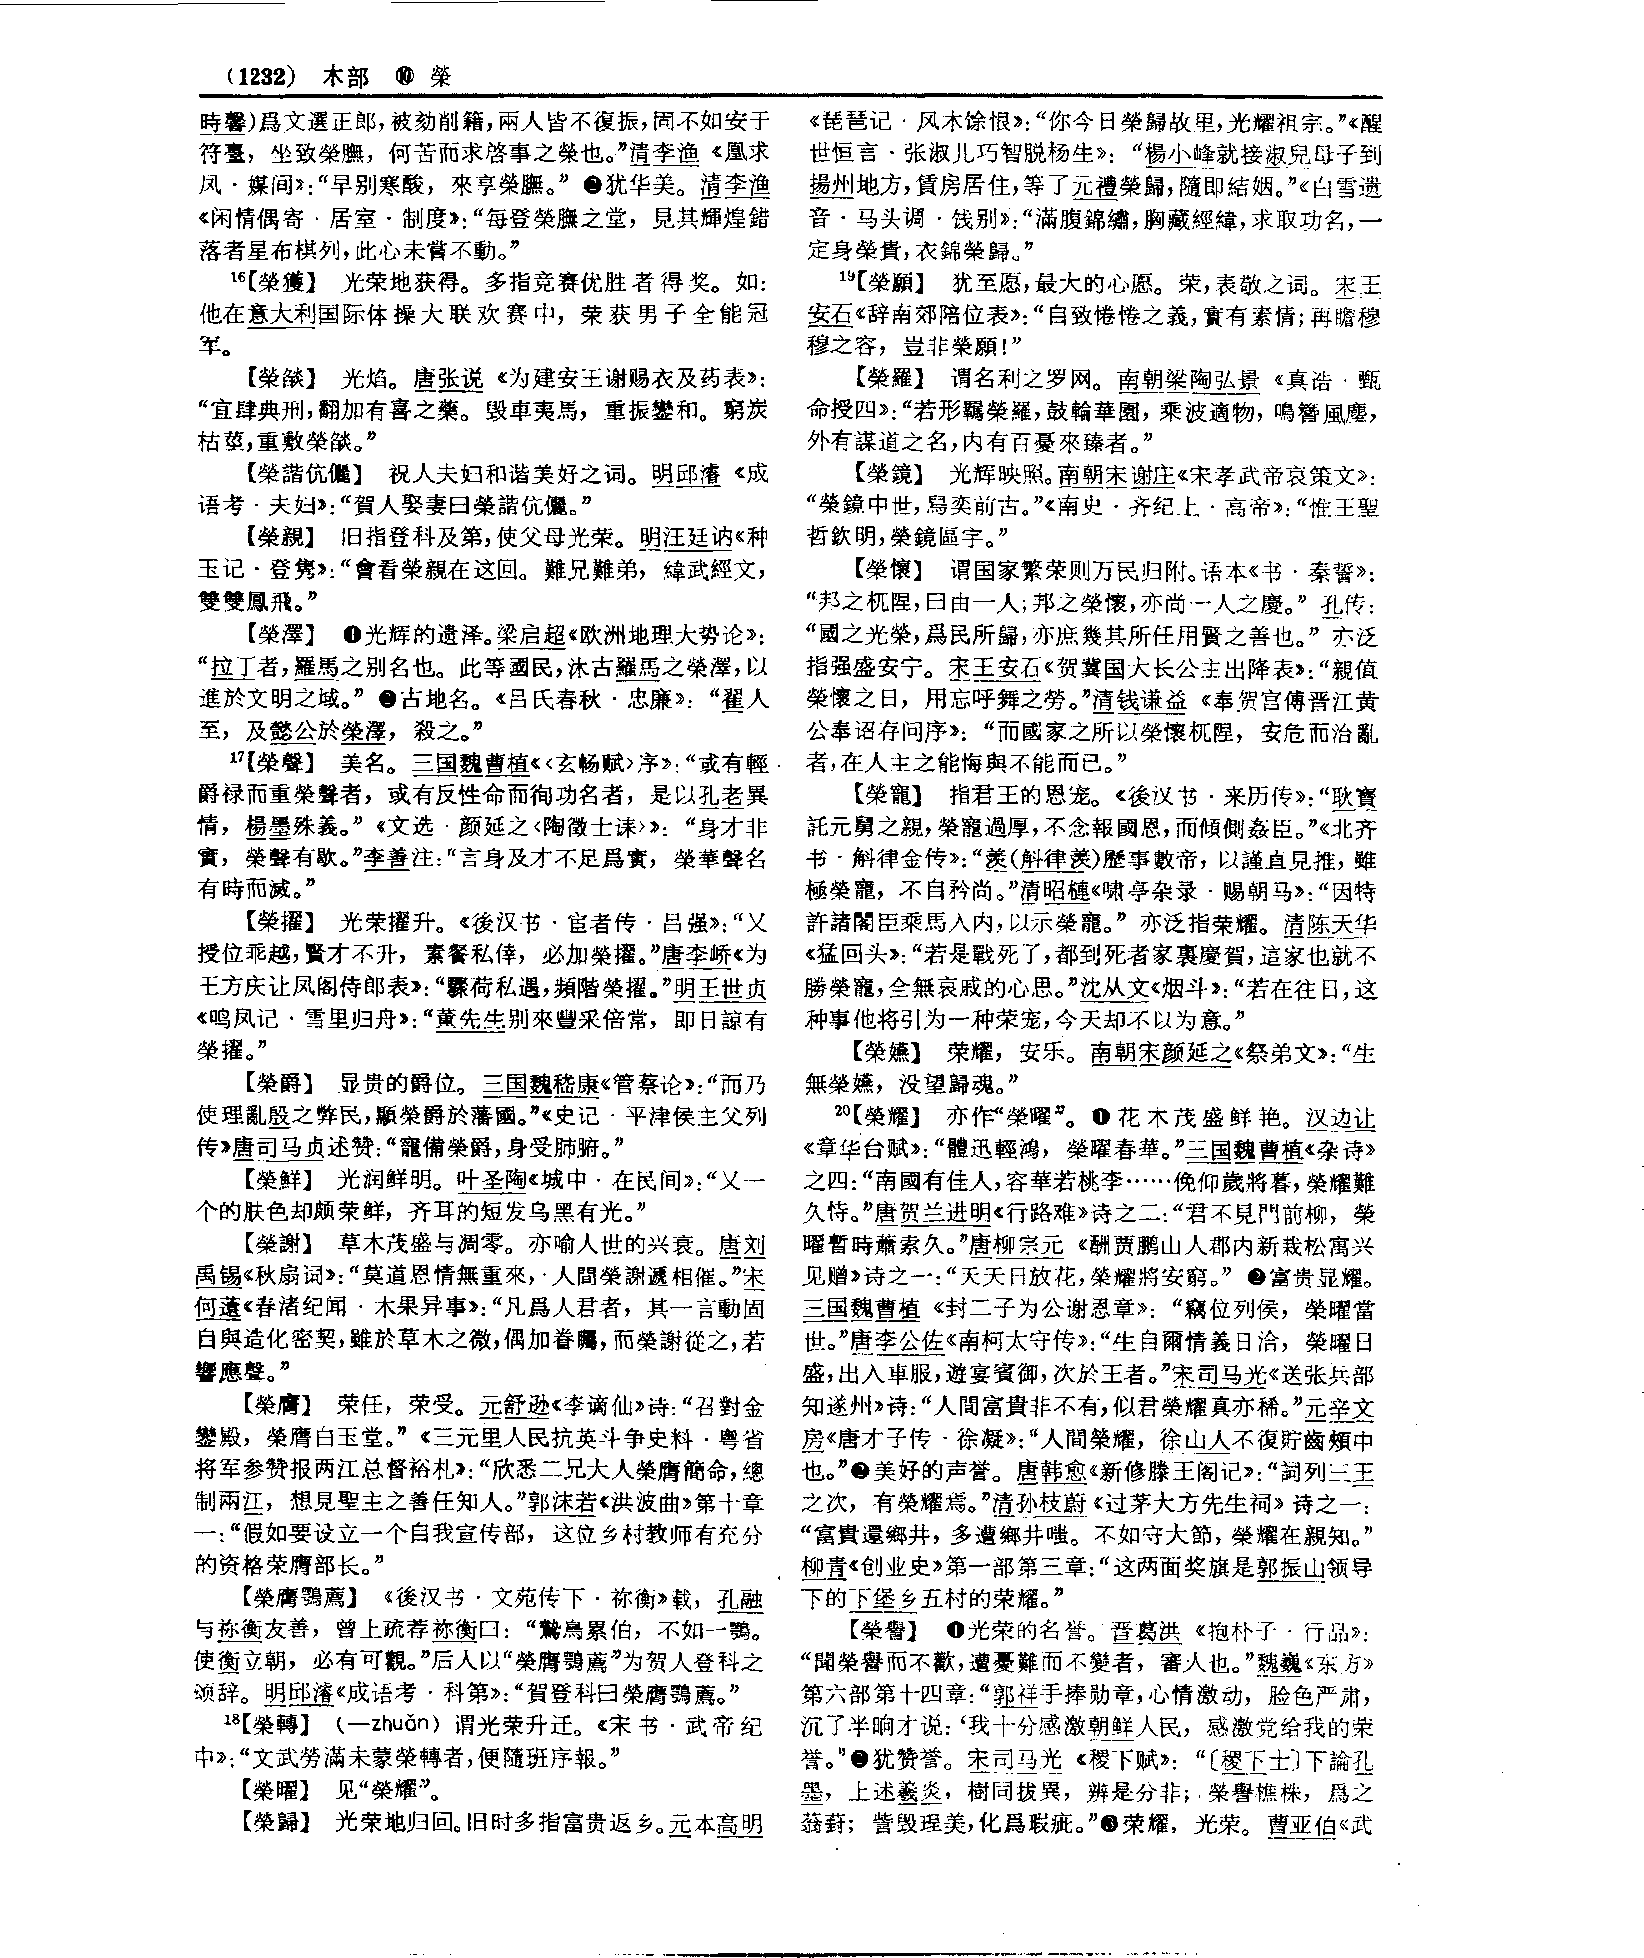 (1232) 木部 ⑩ 榮
時馨)爲文選正郎,被劾削籍,兩人皆不復振,固不如安于
符臺,坐致榮膴,何苦而求啓事之榮也。”清李渔《凰求
凤·媒间》:“早别寒酸,來享榮膴。” ❷犹华美。清李渔
《闲情偶寄·居室·制度》:“每登榮膴之堂,見其輝煌錯
落者星布棋列,此心未嘗不動。”
16【榮獲】 光荣地获得。多指竞赛优胜者得奖。如:
他在意大利国际体操大联欢赛中,荣获男子全能冠
军。
【榮燄】 光焰。唐张说《为建安王谢赐衣及药表》:
“宜肆典刑,翻加有喜之藥。毁車夷馬,重振鑾和。窮炭
枯荄,重敷榮燄。”
【榮諧伉儷】 祝人夫妇和谐美好之词。明邱濬《成
语考·夫妇》:“賀人娶妻曰榮諧伉儷。”
【榮親】 旧指登科及第,使父母光荣。明汪廷讷《种
玉记·登隽》:“會看榮親在这回。難兄難弟,緯武經文,
雙雙鳳飛。”
【榮澤】 ❶光辉的遗泽。梁启超《欧洲地理大势论》:
“拉丁者,羅馬之别名也。此等國民,沐古羅馬之榮澤,以
進於文明之域。” ❷古地名。《吕氏春秋·忠廉》:“翟人
至,及懿公於榮澤,殺之。”
17【榮聲】 美名。三国魏曹植《〈玄畅赋〉序》:“或有輕
爵禄而重榮聲者,或有反性命而徇功名者,是以孔老異
情,楊墨殊義。”《文选·颜延之〈陶徵士诔〉》:“身才非
實,榮聲有歇。”李善注:“言身及才不足爲實,榮華聲名
有時而滅。”
【榮擢】 光荣擢升。《後汉书·宦者传·吕强》:“又
授位乖越,賢才不升,素餐私倖,必加榮擢。”唐李峤《为
王方庆让凤阁侍郎表》:“驟荷私遇,頻階榮擢。”明王世贞
《鸣凤记·雪里归舟》:“董先生别來豐采倍常,即日諒有
榮擢。”
【榮爵】 显贵的爵位。三国魏嵇康《管蔡论》:“而乃
使理亂殷之弊民,顯榮爵於藩國。”《史记·平津侯主父列
传》唐司马贞述赞:“寵備榮爵,身受肺腑。”
【榮鮮】 光润鲜明。叶圣陶《城中·在民间》:“又一
个的肤色却颇荣鲜,齐耳的短发乌黑有光。”
【榮謝】 草木茂盛与凋零。亦喻人世的兴衰。唐刘
禹锡《秋扇词》:“莫道恩情無重來,人間榮謝遞相催。”宋
何薳《春渚纪闻·木果异事》:“凡爲人君者,其一言動固
自與造化密契,雖於草木之微,偶加眷矚,而榮謝從之,若
響應聲。”
【榮膺】 荣任,荣受。元舒逊《李谪仙》诗:“召對金
鑾殿,榮膺白玉堂。”《三元里人民抗英斗争史料·粤省
将军参赞报两江总督裕札》:“欣悉二兄大人榮膺簡命,總
制兩江,想見聖主之善任知人。”郭沫若《洪波曲》第十章
一:“假如要设立一个自我宣传部,这位乡村教师有充分
的资格荣膺部长。”
【榮膺鶚薦】 《後汉书·文苑传下·祢衡》载,孔融
与祢衡友善,曾上疏荐祢衡曰:“鷙鳥累伯,不如一鶚。
使衡立朝,必有可觀。”后人以“榮膺鶚薦”为贺人登科之
颂辞。明邱濬《成语考·科第》:“賀登科曰榮膺鶚薦。”
18【榮轉】 (—zhuǎn) 谓光荣升迁。《宋书·武帝纪
中》:“文武勞滿未蒙榮轉者,便隨班序報。”
【榮曜】 见“榮耀”。
【榮歸】 光荣地归回。旧时多指富贵返乡。元本高明
《琵琶记·风木馀恨》:“你今日榮歸故里,光耀祖宗。”《醒
世恒言·张淑儿巧智脱杨生》:“楊小峰就接淑兒母子到
揚州地方,賃房居住,等了元禮榮歸,隨即結姻。”《白雪遗
音·马头调·饯别》:“滿腹錦繡,胸藏經緯,求取功名,一
定身榮貴,衣錦榮歸。”
19【榮願】 犹至愿,最大的心愿。荣,表敬之词。宋王
安石《辞南郊陪位表》:“自致惓惓之義,實有素情;再瞻穆
穆之容,豈非榮願!”
【榮羅】 谓名利之罗网。南朝梁陶弘景《真诰·甄
命授四》:“若形羈榮羅,鼓輪華園,乘波適物,鳴簪風塵,
外有謀道之名,内有百憂來臻者。”
【榮鏡】 光辉映照。南朝宋谢庄《宋孝武帝哀策文》:
“榮鏡中世,舄奕前古。”《南史·齐纪上·高帝》:“惟王聖
哲欽明,榮鏡區宇。”
【榮懷】 谓国家繁荣则万民归附。语本《书·秦誓》:
“邦之杌隉,曰由一人;邦之榮懷,亦尚一人之慶。” 孔传:
“國之光榮,爲民所歸,亦庶幾其所任用賢之善也。” 亦泛
指强盛安宁。宋王安石《贺冀国大长公主出降表》:“親值
榮懷之日,用忘呼舞之勞。”清钱谦益《奉贺宫傅晋江黄
公奉诏存问序》:“而國家之所以榮懷杌隉,安危而治亂
者,在人主之能悔與不能而已。”
【榮寵】 指君王的恩宠。《後汉书·来历传》:“耿寶
託元舅之親,榮寵過厚,不念報國恩,而傾側姦臣。”《北齐
书·斛律金传》:“羨(斛律羨)歷事數帝,以謹直見推,雖
極榮寵,不自矜尚。”清昭槤《啸亭杂录·赐朝马》:“因特
許諸閣臣乘馬入内,以示榮寵。” 亦泛指荣耀。清陈天华
《猛回头》:“若是戰死了,都到死者家裏慶賀,這家也就不
勝榮寵,全無哀戚的心思。”沈从文《烟斗》:“若在往日,这
种事他将引为一种荣宠,今天却不以为意。”
【榮嬿】 荣耀,安乐。南朝宋颜延之《祭弟文》:“生
無榮嬿,没望歸魂。”
20【榮耀】 亦作“榮曜”。❶花木茂盛鲜艳。汉边让
《章华台赋》:“體迅輕鴻,榮曜春華。”三国魏曹植《杂诗》
之四:“南國有佳人,容華若桃李……俛仰歲將暮,榮耀難
久恃。”唐贺兰进明《行路难》诗之二:“君不見門前柳,榮
曜暫時蕭索久。”唐柳宗元《酬贾鹏山人郡内新栽松寓兴
见赠》诗之一:“夭夭日放花,榮耀將安窮。” ❷富贵显耀。
三国魏曹植《封二子为公谢恩章》:“竊位列侯,榮曜當
世。”唐李公佐《南柯太守传》:“生自爾情義日洽,榮曜日
盛,出入車服,遊宴賓御,次於王者。”宋司马光《送张兵部
知遂州》诗:“人間富貴非不有,似君榮耀真亦稀。”元辛文
房《唐才子传·徐凝》:“人間榮耀,徐山人不復貯齒頰中
也。”❸美好的声誉。唐韩愈《新修滕王阁记》:“詞列三王
之次,有榮耀焉。”清孙枝蔚《过茅大方先生祠》诗之一:
“富貴還鄉井,多遭鄉井嗤。不如守大節,榮耀在親知。”
柳青《创业史》第一部第三章:“这两面奖旗是郭振山领导
下的下堡乡五村的荣耀。”
【榮譽】 ❶光荣的名誉。晋葛洪《抱朴子·行品》:
“聞榮譽而不歡,遭憂難而不變者,審人也。”魏巍《东方》
第六部第十四章:“郭祥手捧勋章,心情激动,脸色严肃,
沉了半晌才说:‘我十分感激朝鲜人民,感激党给我的荣
誉。’”❷犹赞誉。宋司马光《稷下赋》:“〔稷下士〕下論孔
墨,上述羲炎,樹同拔異,辨是分非;榮譽樵株,爲之
蓊蔚;訾毁珵美,化爲瑕疵。”❸荣耀,光荣。曹亚伯《武